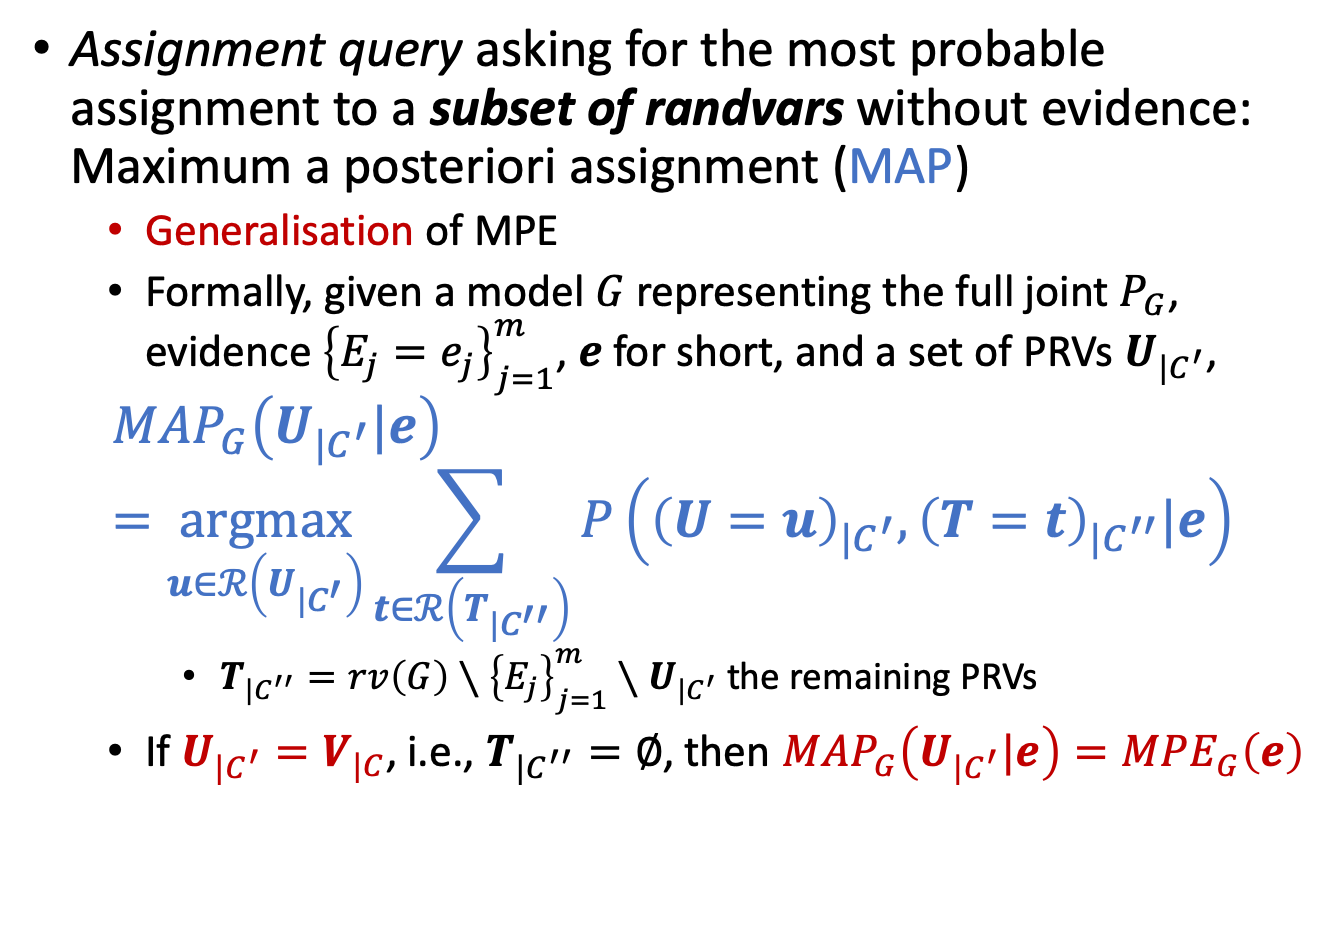 • Assignment query asking for the most probable
assignment to a subset of randvars without evidence:
Maximum a posteriori assignment (MAP)
• Generalisation of MPE
• Formally, given a model G representing the full joint P_G,
evidence {E_j = e_j}_{j=1}^m, e for short, and a set of PRVs U_{|C′},
MAP_G(U_{|C′}|e)
= argmax_{u∈ℛ(U_{|C′})} ∑_{t∈ℛ(T_{|C′′})} P((U = u)_{|C′}, (T = t)_{|C′′}|e)
• T_{|C′′} = rv(G) \ {E_j}_{j=1}^m \ U_{|C′} the remaining PRVs
• If U_{|C′} = V_{|C}, i.e., T_{|C′′} = ∅, then MAP_G(U_{|C′}|e) = MPE_G(e)